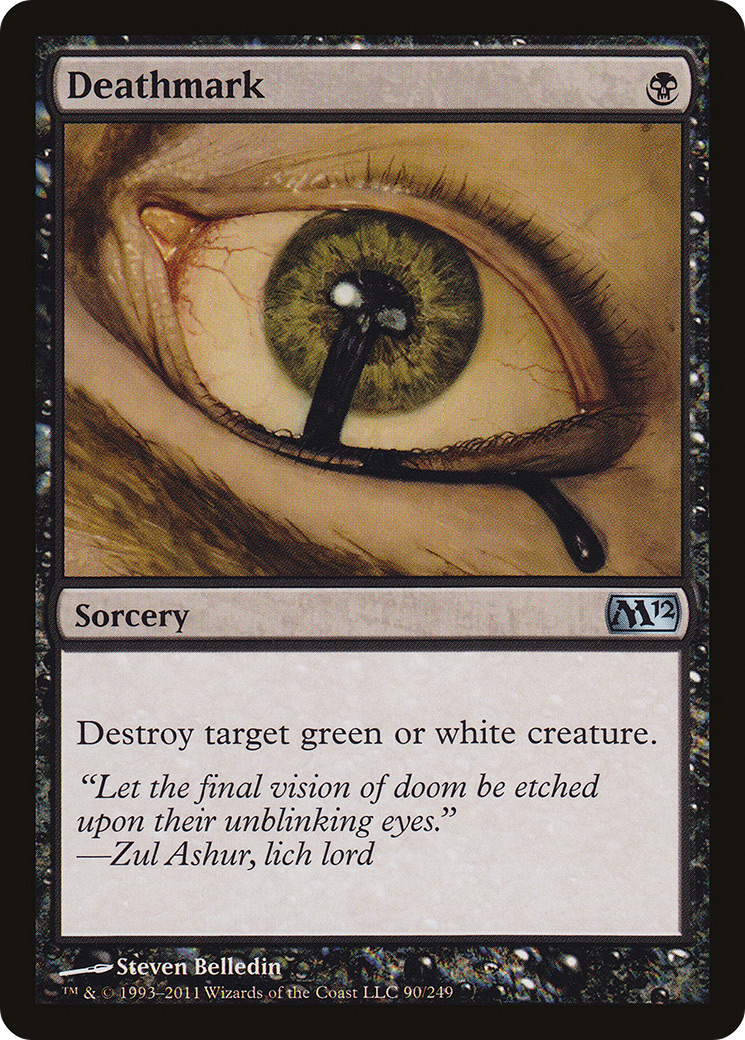 Deathmark
Sorcery
M12
Destroy target green or white creature.
“Let the final vision of doom be etched
upon their unblinking eyes.”
—Zul Ashur, lich lord
Steven Belledin
™ & © 1993–2011 Wizards of the Coast LLC 90/249